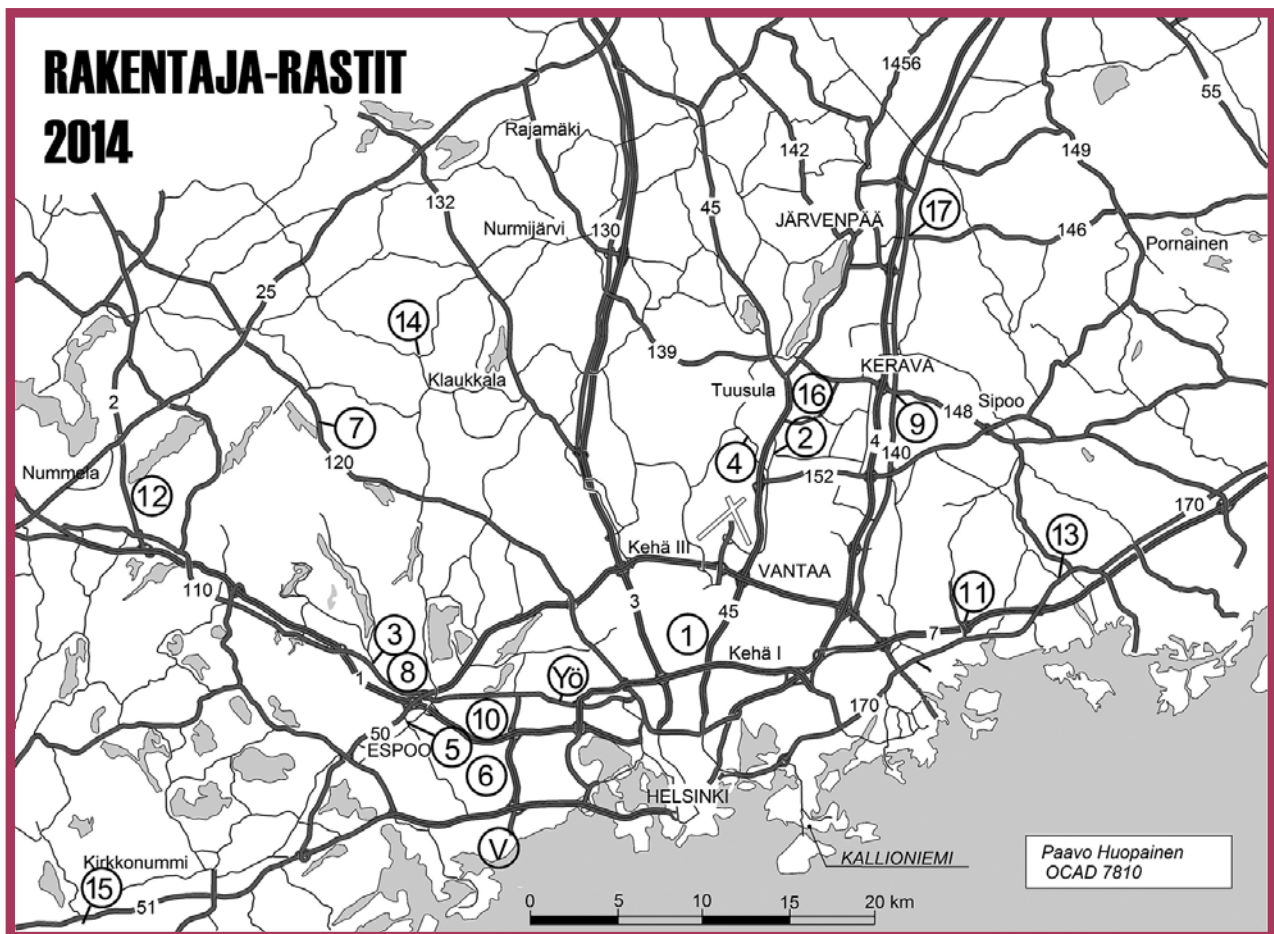 RAKENTAJA-RASTIT
2014
1456
55
Rajamäki
142
149
132
45
17
Nurmijärvi
130
JÄRVENPÄÄ
146
Pornainen
25
14
139
KERAVA
Klaukkala
Tuusula
16
2
148
Sipoo
7
9
2
4
4
140
120
Nummela
12
152
170
13
Kehä III
VANTAA
110
3
11
45
1
7
3
Kehä I
8
1
Yö
170
10
50
ESPOO
5
6
HELSINKI
V
KALLIONIEMI
Paavo Huopainen
OCAD 7810
Kirkkonummi
15
51
0 5 10 15 20 km